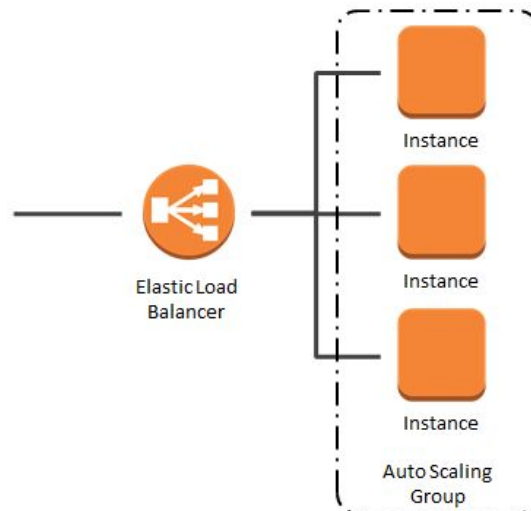 Instance
Elastic Load
Balancer
Instance
Instance
Auto Scaling
Group